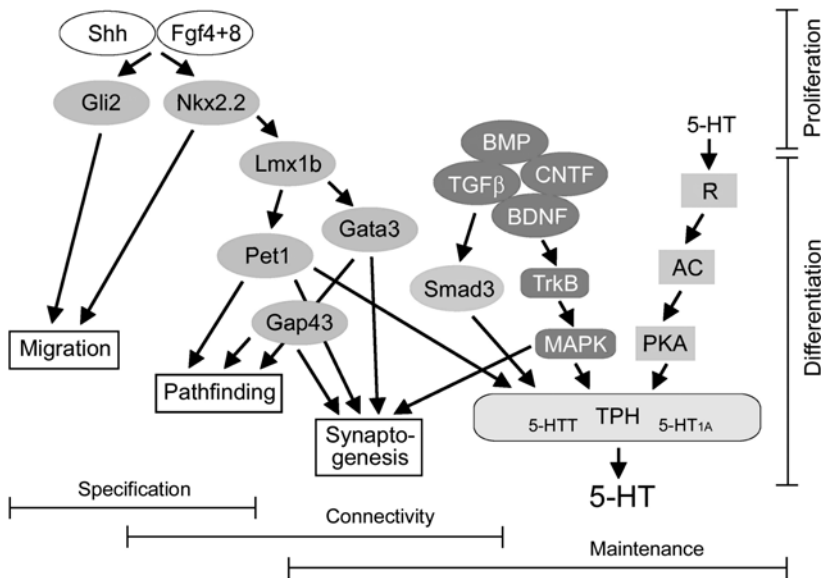 Shh
Fgf4+8
Gli2
Nkx2.2
Lmx1b
Pet1
Gata3
Gap43
Migration
Pathfinding
Synapto-
genesis
BMP
TGFβ
CNTF
BDNF
Smad3
TrkB
MAPK
5-HT
R
AC
PKA
5-HTT
TPH
5-HT1A
5-HT
Proliferation
Differentiation
Specification
Connectivity
Maintenance